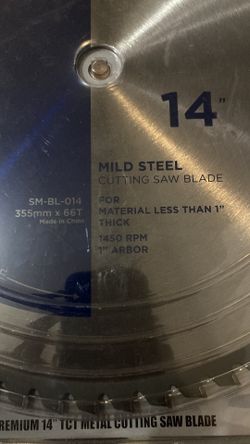 14"
MILD STEEL
CUTTING SAW BLADE
SM-BL-014
355mm x 66T
Made in China
FOR
MATERIAL LESS THAN 1"
THICK
1450 RPM
1" ARBOR
PREMIUM 14" TCT METAL CUTTING SAW BLADE